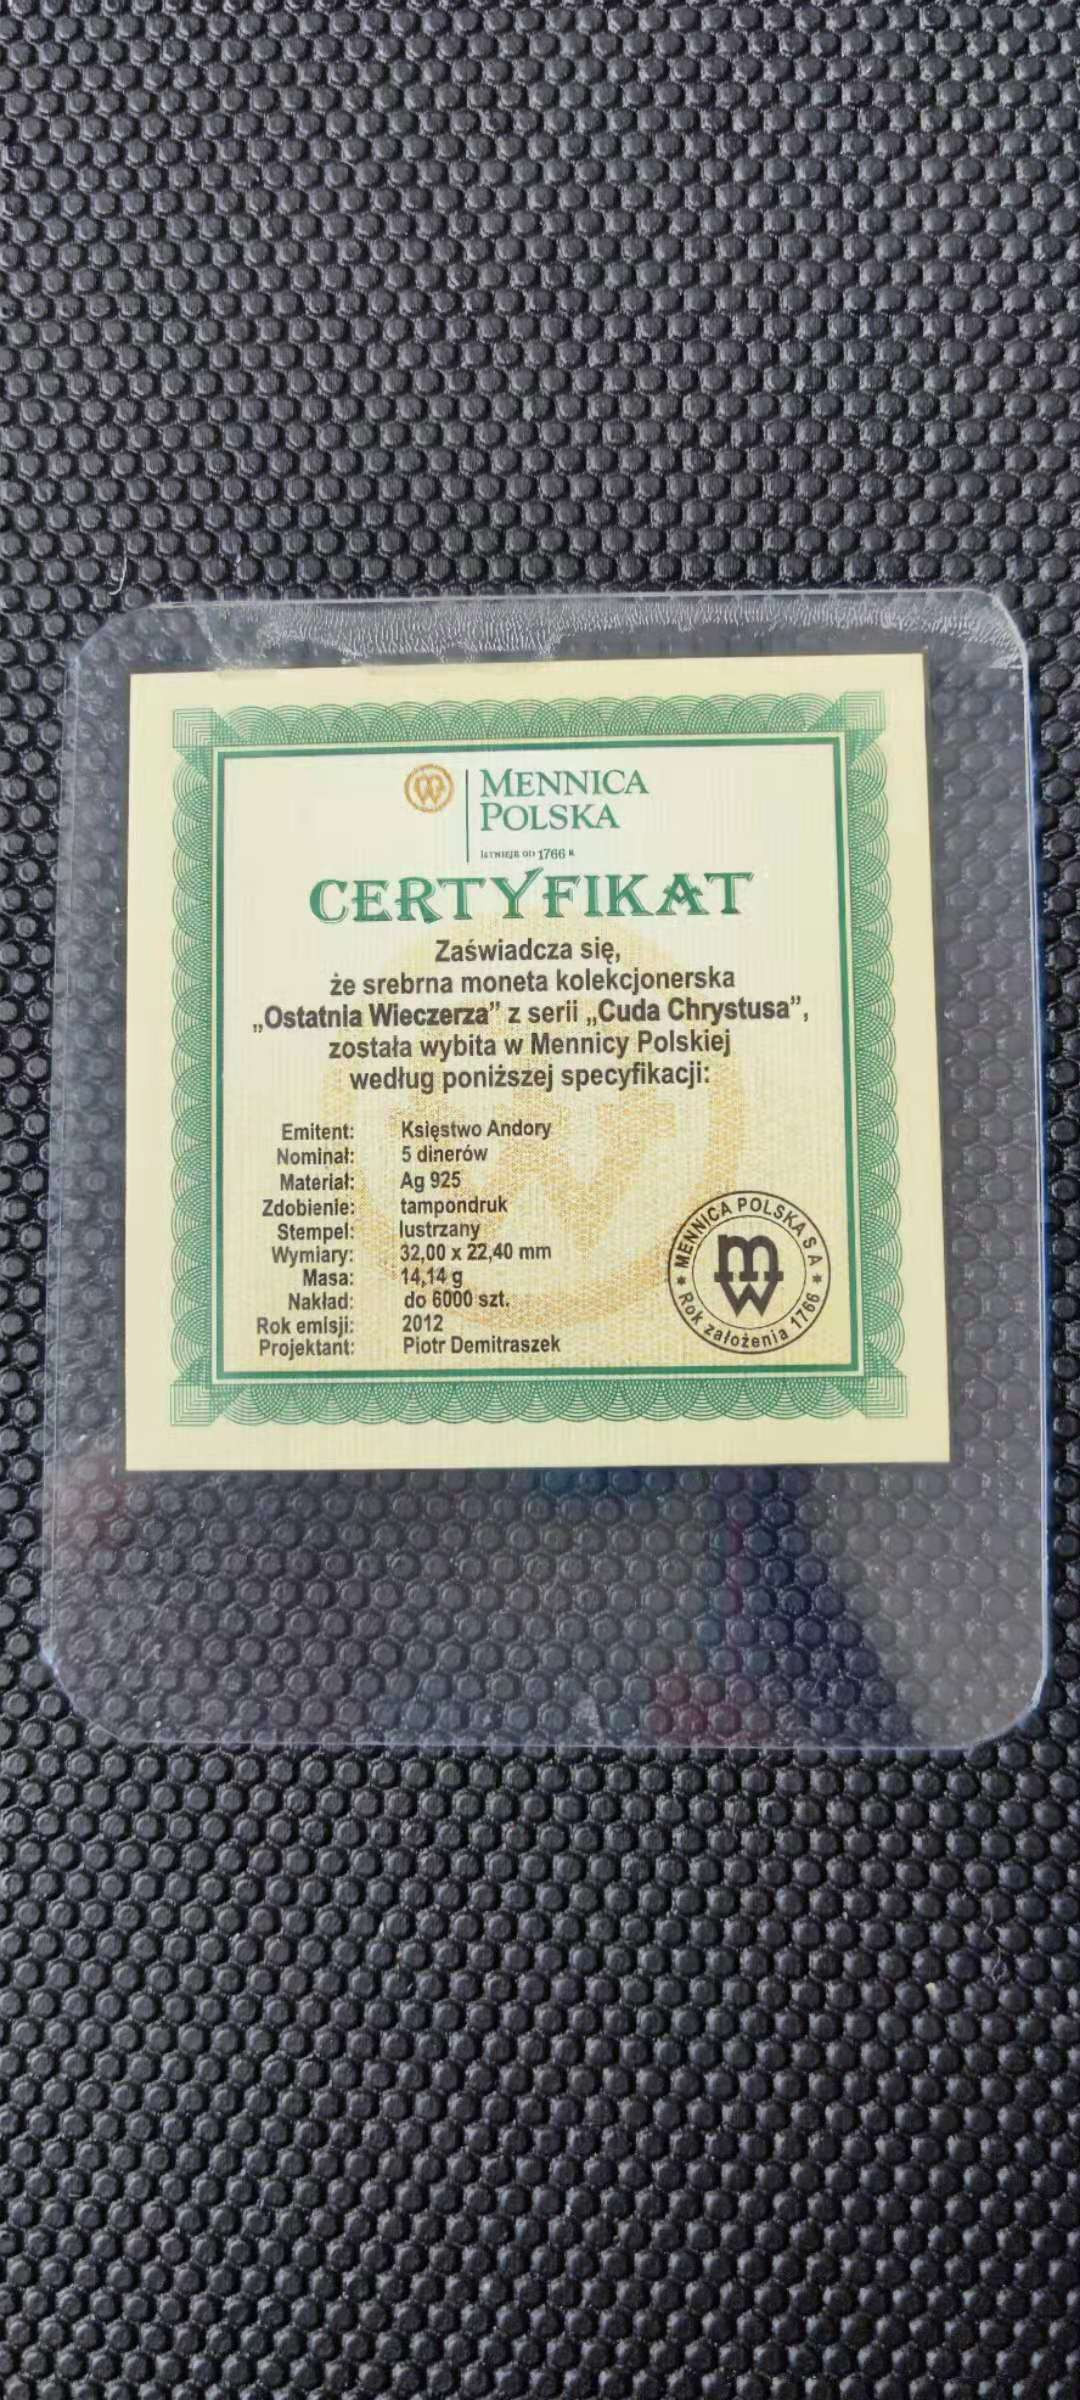 MENNICA
POLSKA
ISTNIEJE OD 1766 R
CERTYFIKAT
Zaświadcza się,
że srebrna moneta kolekcjonerska
„Ostatnia Wieczerza” z serii „Cuda Chrystusa”,
została wybita w Mennicy Polskiej
według poniższej specyfikacji:
Emitent: Księstwo Andory
Nominał: 5 dinerów
Materiał: Ag 925
Zdobienie: tampondruk
Stempel: lustrzany
Wymiary: 32,00 x 22,40 mm
Masa: 14,14 g
Nakład: do 6000 szt.
Rok emisji: 2012
Projektant: Piotr Demitraszek
MENNICA POLSKA S A
mw
* Rok założenia 1766 *